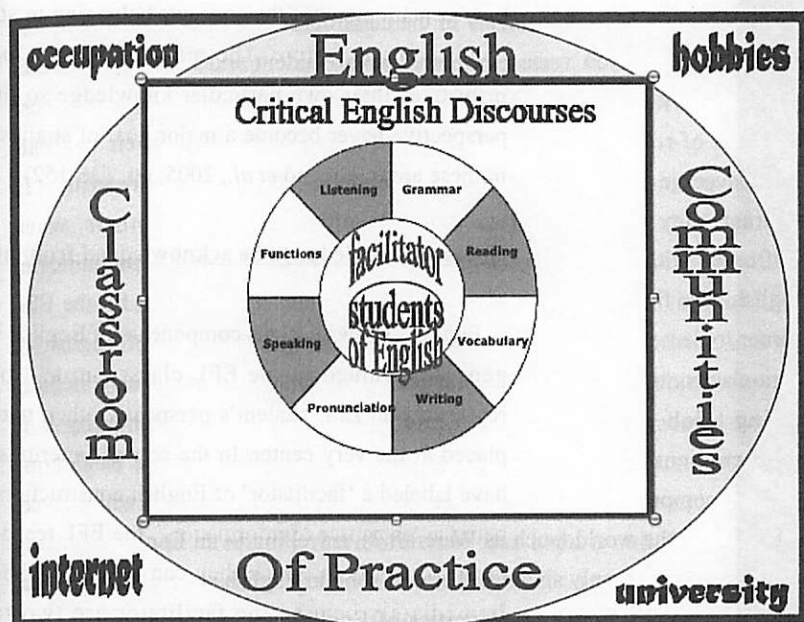 occupation
English
hobbies
Critical English Discourses
Listening
Grammar
Functions
facilitator
Reading
students
of English
Speaking
Vocabulary
Pronunciation
Writing
Classroom
Communities
internet
Of Practice
university